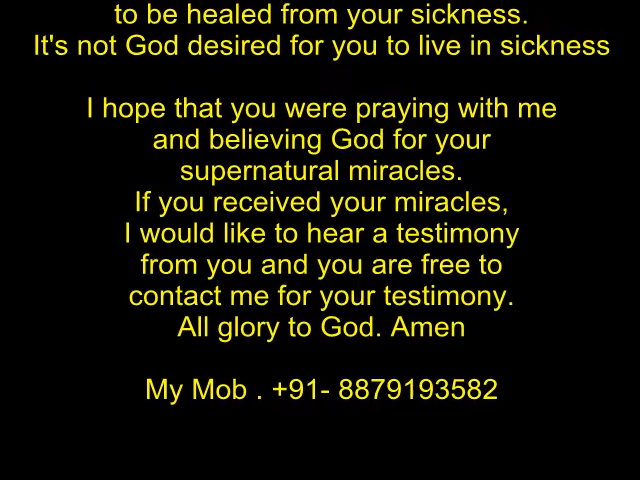 to be healed from your sickness.
It's not God desired for you to live in sickness
I hope that you were praying with me
and believing God for your
supernatural miracles.
If you received your miracles,
I would like to hear a testimony
from you and you are free to
contact me for your testimony.
All glory to God. Amen
My Mob . +91- 8879193582